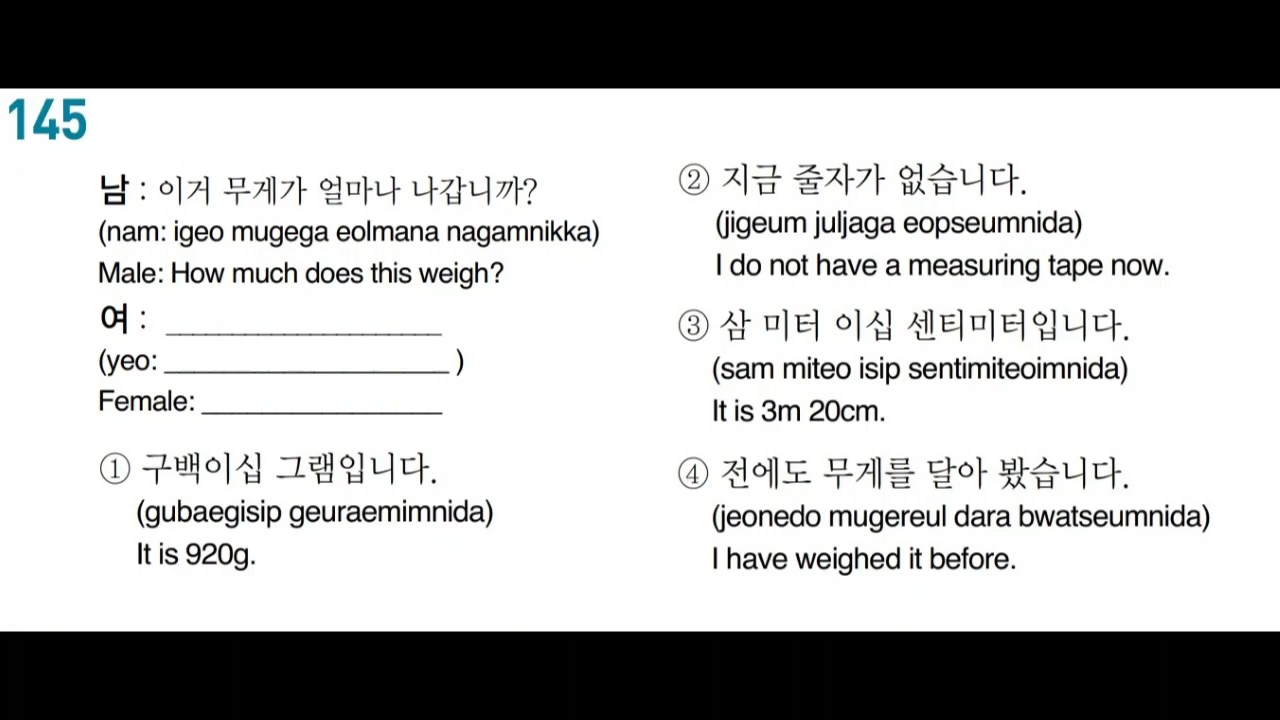 145
남 : 이거 무게가 얼마나 나갑니까?
(nam: igeo mugega eolmana nagamnikka)
Male: How much does this weigh?
여 : ____________________
(yeo: ____________________ )
Female: ____________________
① 구백이십 그램입니다.
(gubaegisip geuraemimnida)
It is 920g.
② 지금 줄자가 없습니다.
(jigeum juljaga eopseumnida)
I do not have a measuring tape now.
③ 삼 미터 이십 센티미터입니다.
(sam miteo isip sentimiteoimnida)
It is 3m 20cm.
④ 전에도 무게를 달아 봤습니다.
(jeonedo mugereul dara bwatseumnida)
I have weighed it before.